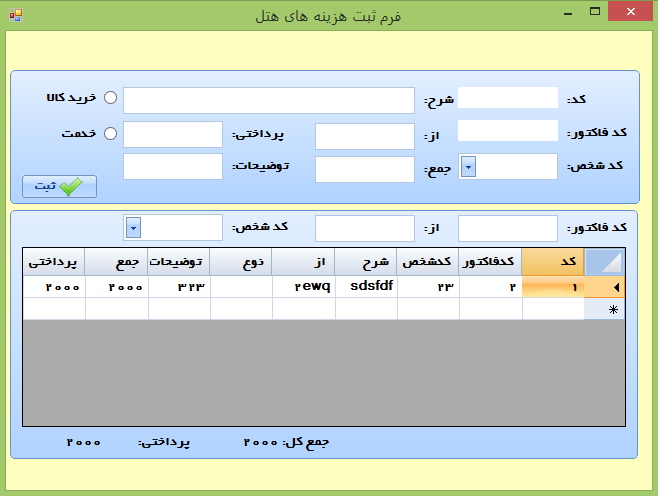 فرم ثبت هزینه های هتل
کد: شرح: خرید کالا
کد فاکتور: از: پرداختی: خدمت
کد شخص: جمع: توضیحات:
ثبت
کد فاکتور: از: کد شخص:
کد کدفاکتور کدشخص شرح از نوع توضیحات جمع پرداختی
۱ ۲ ۲۳ sdsfdf ۲ewq ۳۲۳ ۲۰۰۰ ۲۰۰۰
جمع کل: ۲۰۰۰ پرداختی: ۲۰۰۰